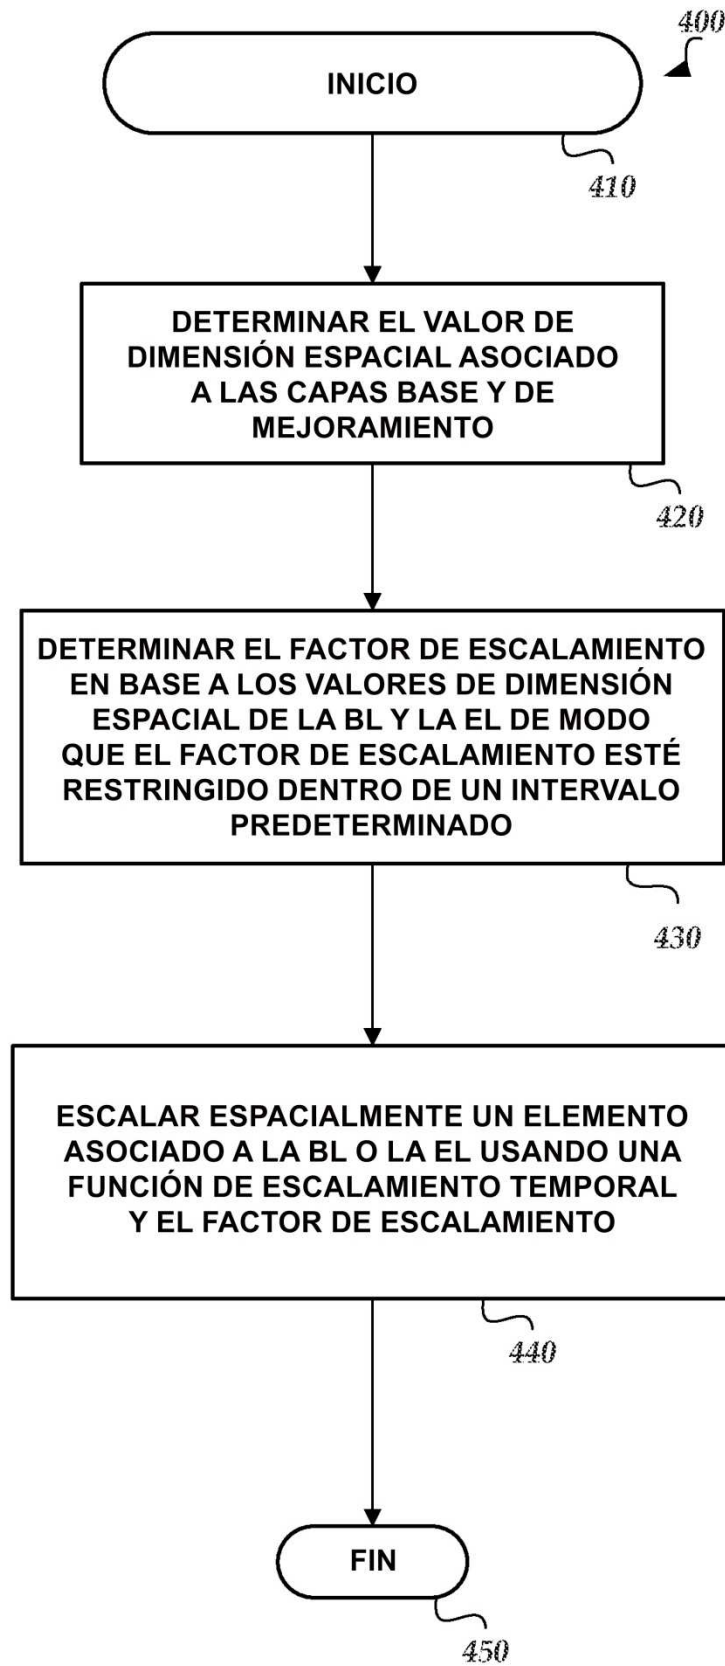 400
INICIO
410
DETERMINAR EL VALOR DE
DIMENSIÓN ESPACIAL ASOCIADO
A LAS CAPAS BASE Y DE
MEJORAMIENTO
420
DETERMINAR EL FACTOR DE ESCALAMIENTO
EN BASE A LOS VALORES DE DIMENSIÓN
ESPACIAL DE LA BL Y LA EL DE MODO
QUE EL FACTOR DE ESCALAMIENTO ESTÉ
RESTRINGIDO DENTRO DE UN INTERVALO
PREDETERMINADO
430
ESCALAR ESPACIALMENTE UN ELEMENTO
ASOCIADO A LA BL O LA EL USANDO UNA
FUNCIÓN DE ESCALAMIENTO TEMPORAL
Y EL FACTOR DE ESCALAMIENTO
440
FIN
450